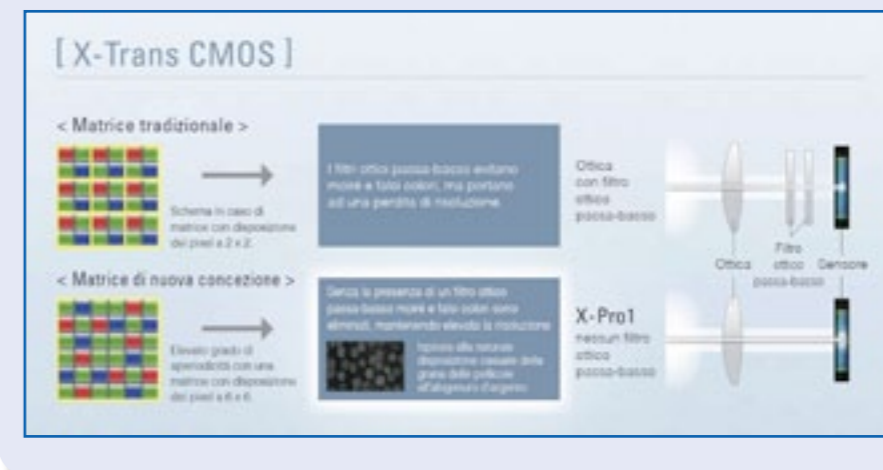 [ X-Trans CMOS ]
< Matrice tradizionale >
Schema in caso di
matrice con disposizione
dei pixel a 2 x 2.
I filtri ottici passa-basso evitano
moiré e falsi colori, ma portano
ad una perdita di risoluzione.
Ottica
con filtro
ottico
passa-basso
Ottica
Filtro
ottico
passa-basso
Sensore
< Matrice di nuova concezione >
Elevato grado di
aperiodicità con una
matrice con disposizione
dei pixel a 6 x 6.
Senza la presenza di un filtro ottico
passa-basso moiré e falsi colori sono
eliminati, mantenendo elevata la risoluzione
disposizione casuale della
grana delle pellicole
all'alogenuro d'argento
X-Pro1
nessun filtro
ottico
passa-basso